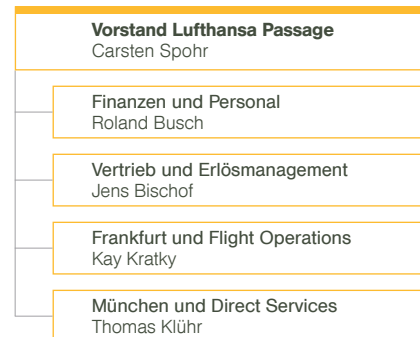 Vorstand Lufthansa Passage
Carsten Spohr
Finanzen und Personal
Roland Busch
Vertrieb und Erlösmanagement
Jens Bischof
Frankfurt und Flight Operations
Kay Kratky
München und Direct Services
Thomas Klühr